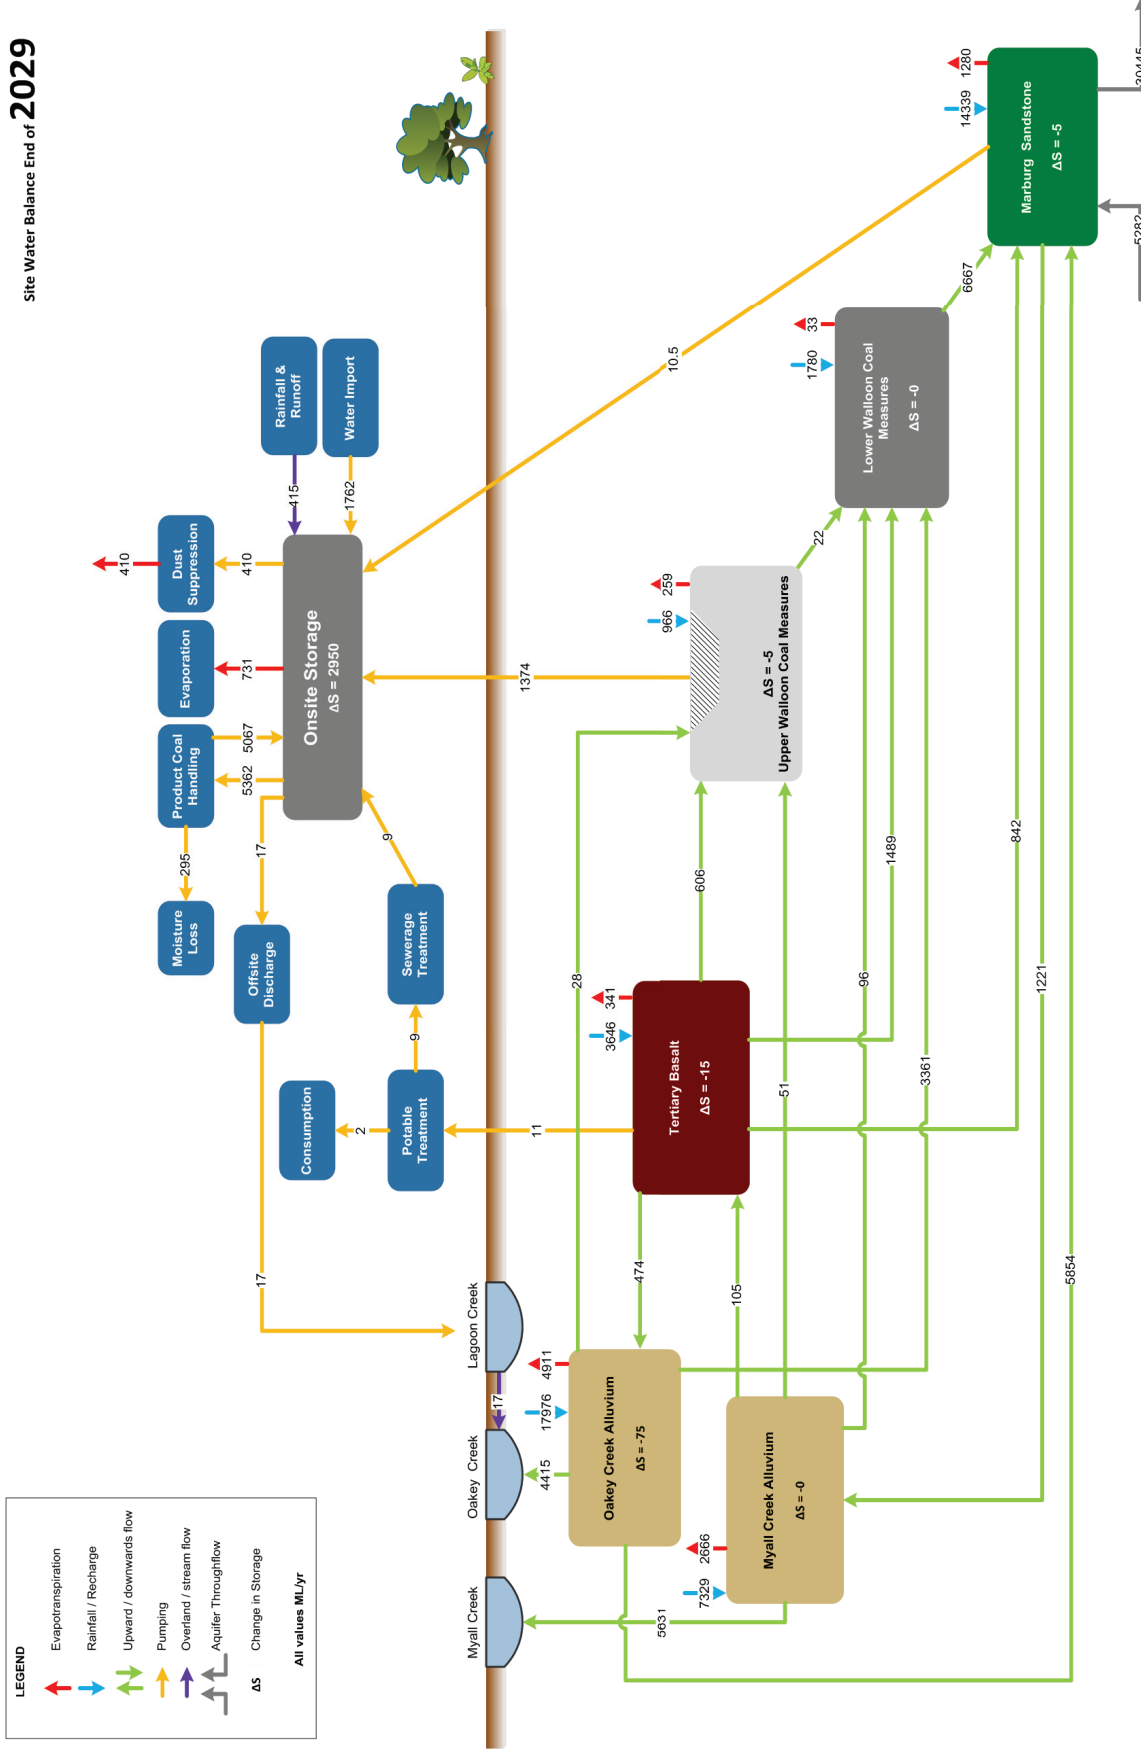 Site Water Balance End of 2029
LEGEND
Evapotranspiration
Rainfall / Recharge
Upward / downwards flow
Pumping
Overland / stream flow
Aquifer Throughflow
ΔS
Change in Storage
All values ML/yr
Moisture
Loss
295
Product Coal
Handling
5362
5067
Evaporation
731
Dust
Suppression
410
410
Rainfall &
Runoff
415
Water Import
1762
Onsite Storage
ΔS = 2950
17
Offsite
Discharge
17
Consumption
2
Potable
Treatment
9
Sewerage
Treatment
9
11
1374
10.5
Myall Creek
Oakey Creek
Lagoon Creek
17
5631
4415
17976
4911
Oakey Creek Alluvium
ΔS = -75
7329
2666
Myall Creek Alluvium
ΔS = -0
474
105
3646
341
Tertiary Basalt
ΔS = -15
28
606
51
966
259
ΔS = -5
Upper Walloon Coal Measures
22
96
1489
3361
1780
33
Lower Walloon Coal
Measures
ΔS = -0
6667
842
1221
5854
14339
1280
Marburg Sandstone
ΔS = -5
5282